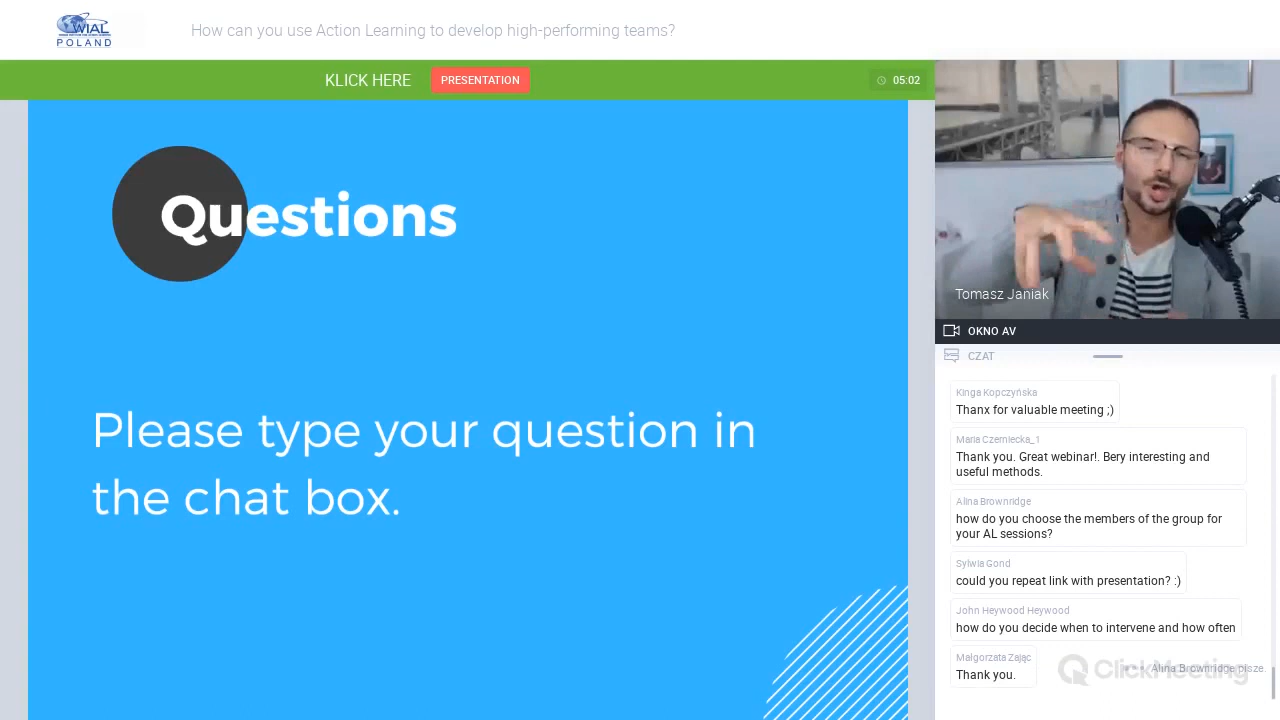 WIAL
POLAND
How can you use Action Learning to develop high-performing teams?
KLICK HERE
PRESENTATION
05:02
Questions
Please type your question in
the chat box.
Tomasz Janiak
OKNO AV
CZAT
Kinga Kopczyńska
Thanx for valuable meeting ;)
Maria Czerniecka_1
Thank you. Great webinar!. Bery interesting and
useful methods.
Alina Brownridge
how do you choose the members of the group for
your AL sessions?
Sylwia Gond
could you repeat link with presentation? :)
John Heywood Heywood
how do you decide when to intervene and how often
Małgorzata Zając
Thank you.
ClickMeeting
Alina Brownridge pisze.